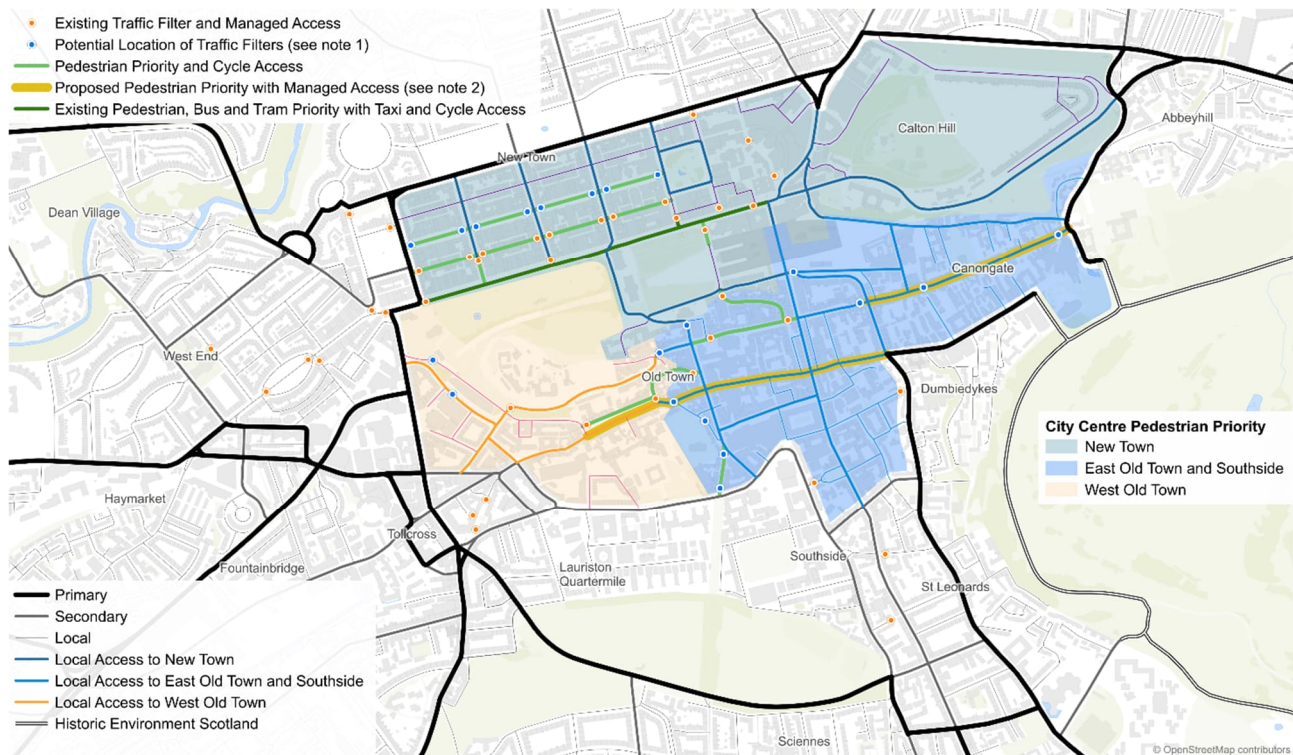 Existing Traffic Filter and Managed Access
Potential Location of Traffic Filters (see note 1)
Pedestrian Priority and Cycle Access
Proposed Pedestrian Priority with Managed Access (see note 2)
Existing Pedestrian, Bus and Tram Priority with Taxi and Cycle Access
Abbeyhill
Calton Hill
New Town
Dean Village
Canongate
West End
Old Town
Dumbiedykes
City Centre Pedestrian Priority
New Town
East Old Town and Southside
West Old Town
Haymarket
Tollcross
Fountainbridge
Lauriston
Quartermile
Southside
St Leonards
Primary
Secondary
Local
Local Access to New Town
Local Access to East Old Town and Southside
Local Access to West Old Town
Historic Environment Scotland
Sciennes
© OpenStreetMap contributors